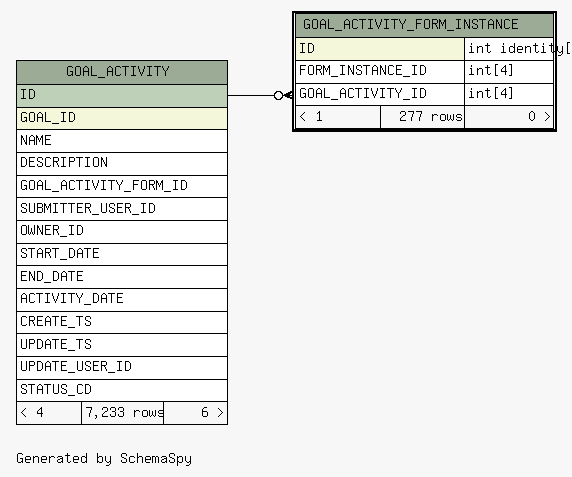 GOAL_ACTIVITY_FORM_INSTANCE
ID int identity[
FORM_INSTANCE_ID int[4]
GOAL_ACTIVITY_ID int[4]
< 1 277 rows 0 >
GOAL_ACTIVITY
ID
GOAL_ID
NAME
DESCRIPTION
GOAL_ACTIVITY_FORM_ID
SUBMITTER_USER_ID
OWNER_ID
START_DATE
END_DATE
ACTIVITY_DATE
CREATE_TS
UPDATE_TS
UPDATE_USER_ID
STATUS_CD
< 4 7,233 rows 6 >
Generated by SchemaSpy